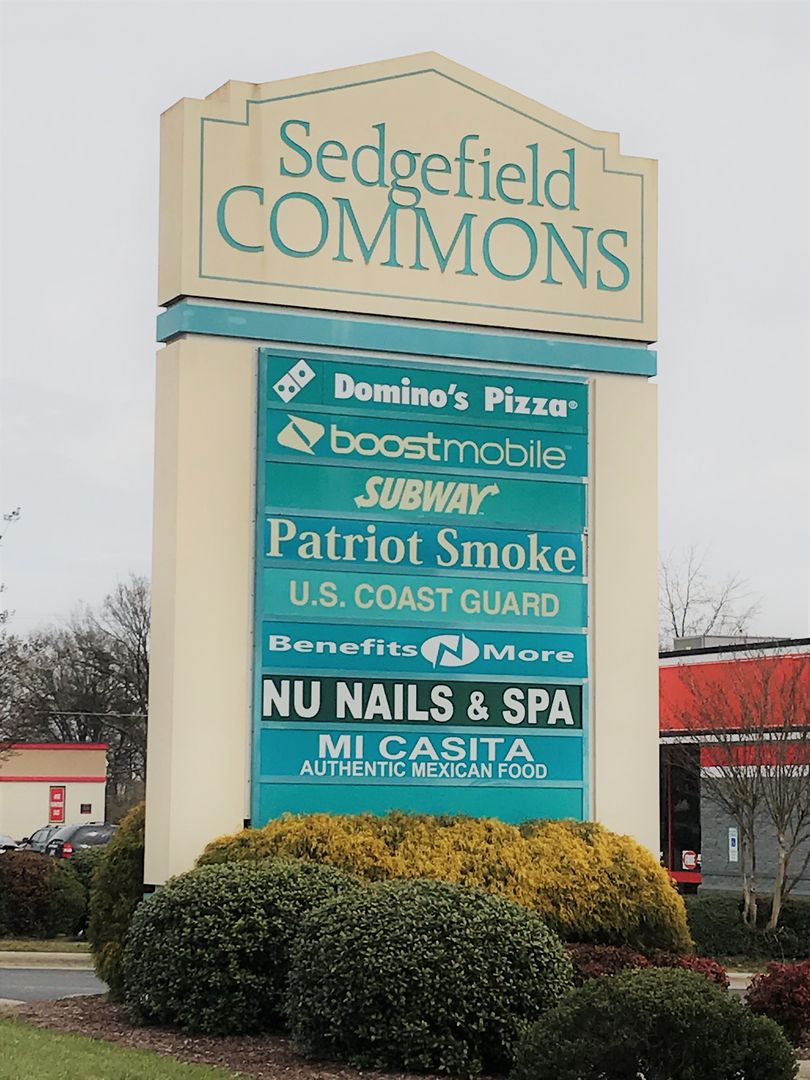 Sedgefield
COMMONS
Domino's Pizza®
boostmobile™
SUBWAY
Patriot Smoke
U.S. COAST GUARD
Benefits N More
NU NAILS & SPA
MI CASITA
AUTHENTIC MEXICAN FOOD